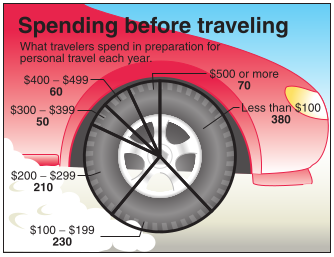 Spending before traveling
What travelers spend in preparation for
personal travel each year.
$500 or more
70
Less than $100
380
$400 – $499
60
$300 – $399
50
$200 – $299
210
$100 – $199
230